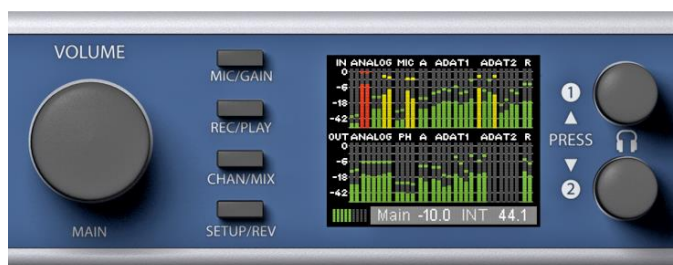 VOLUME
MAIN
MIC/GAIN
REC/PLAY
CHAN/MIX
SETUP/REV
IN ANALOG MIC A ADAT1 ADAT2 R
0
-6
-18
-42
OUT ANALOG PH A ADAT1 ADAT2 R
0
-6
-18
-42
Main -10.0 INT 44.1
1
PRESS
2